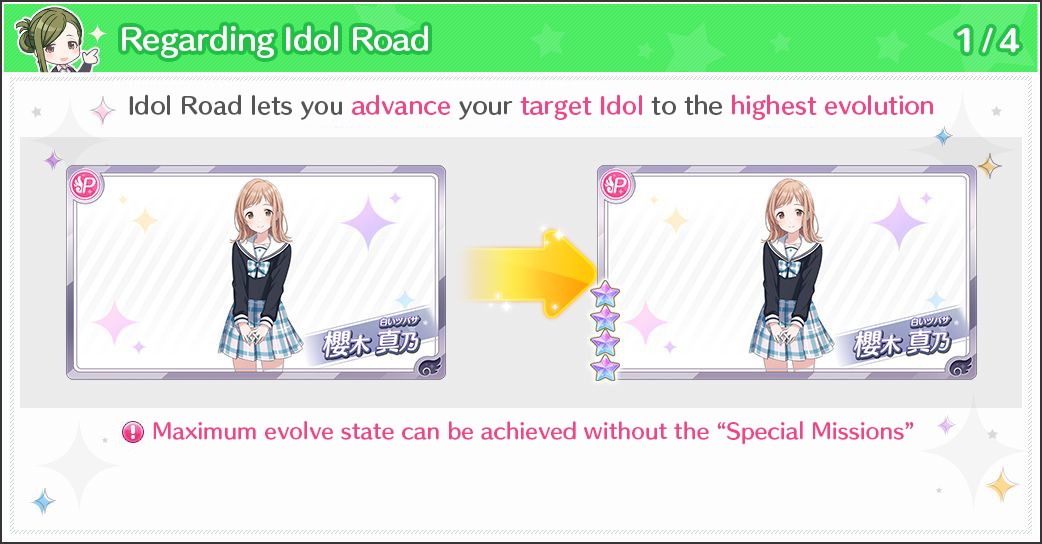 Regarding Idol Road
1 / 4
Idol Road lets you advance your target Idol to the highest evolution
P
P
白いツバサ
白いツバサ
櫻木 真乃
櫻木 真乃
Maximum evolve state can be achieved without the “Special Missions”